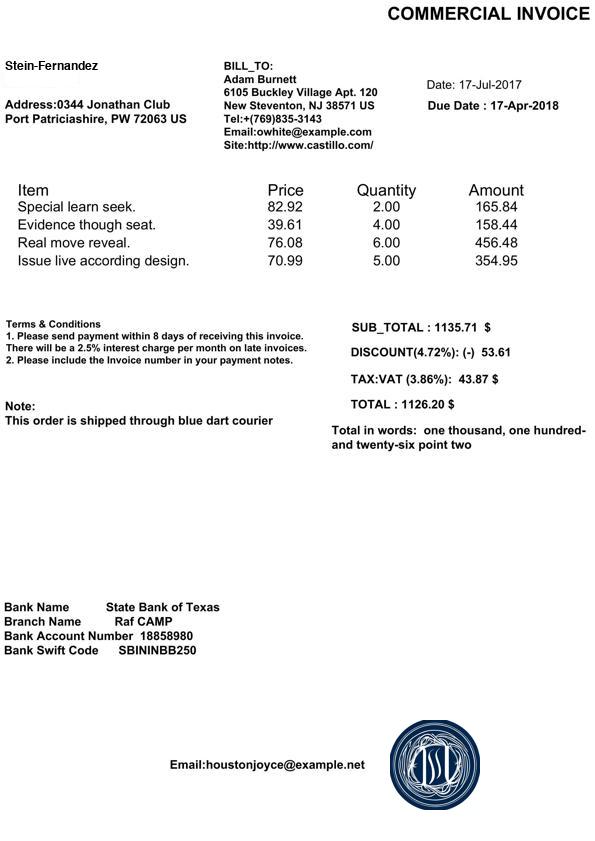 COMMERCIAL INVOICE
Stein-Fernandez
Address:0344 Jonathan Club
Port Patriciashire, PW 72063 US
BILL_TO:
Adam Burnett
6105 Buckley Village Apt. 120
New Steventon, NJ 38571 US
Tel:+(769)835-3143
Email:owhite@example.com
Site:http://www.castillo.com/
Date: 17-Jul-2017
Due Date : 17-Apr-2018
Item Price Quantity Amount
Special learn seek. 82.92 2.00 165.84
Evidence though seat. 39.61 4.00 158.44
Real move reveal. 76.08 6.00 456.48
Issue live according design. 70.99 5.00 354.95
Terms & Conditions
1. Please send payment within 8 days of receiving this invoice.
There will be a 2.5% interest charge per month on late invoices.
2. Please include the Invoice number in your payment notes.
Note:
This order is shipped through blue dart courier
SUB_TOTAL : 1135.71 $
DISCOUNT(4.72%): (-) 53.61
TAX:VAT (3.86%): 43.87 $
TOTAL : 1126.20 $
Total in words: one thousand, one hundred-
and twenty-six point two
Bank Name State Bank of Texas
Branch Name Raf CAMP
Bank Account Number 18858980
Bank Swift Code SBININBB250
Email:houstonjoyce@example.net